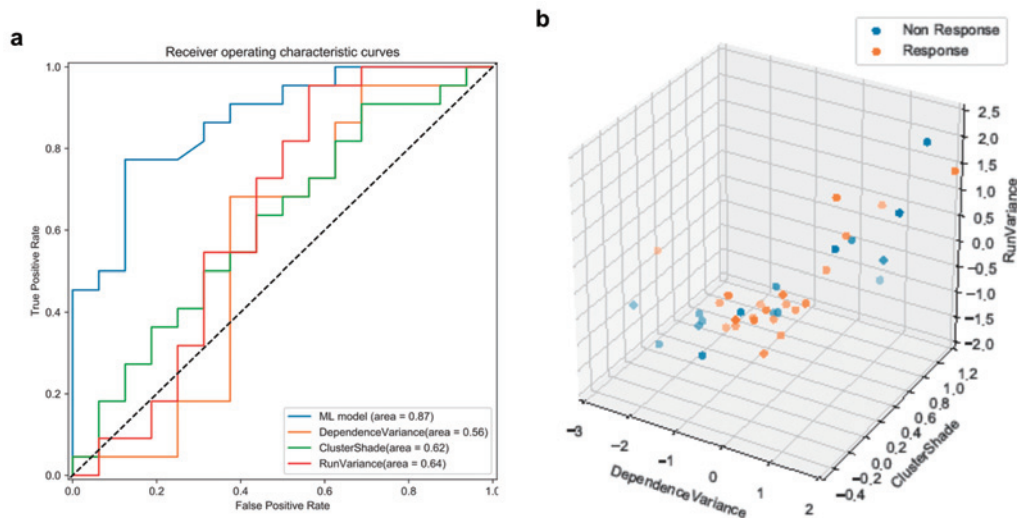 a
Receiver operating characteristic curves
True Positive Rate
1.0
0.8
0.6
0.4
0.2
0.0
0.0 0.2 0.4 0.6 0.8 1.0
False Positive Rate
ML model (area = 0.87)
DependenceVariance(area = 0.56)
ClusterShade(area = 0.62)
RunVariance(area = 0.64)
b
Non Response
Response
2.5
2.0
1.5
1.0
0.5
0.0
−0.5
−1.0
−1.5
−2.0
RunVariance
−3 −2 −1 0 1 2
DependenceVariance
−0.4 −0.2 0.0 0.2 0.4 0.6 0.8 1.0 1.2
ClusterShade